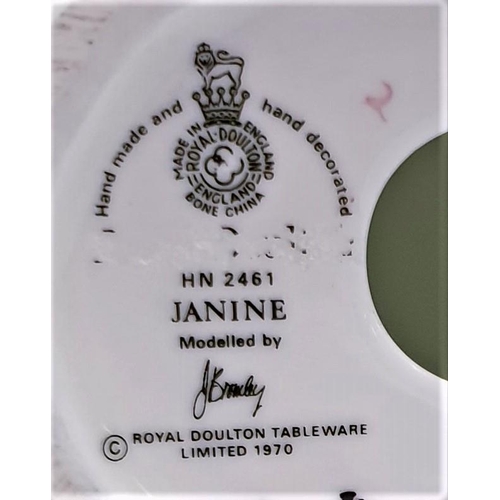 Hand made and hand decorated
MADE IN ENGLAND
ROYAL·DOULTON
ENGLAND
BONE CHINA
HN 2461
JANINE
Modelled by
J Bromley
© ROYAL DOULTON TABLEWARE
LIMITED 1970